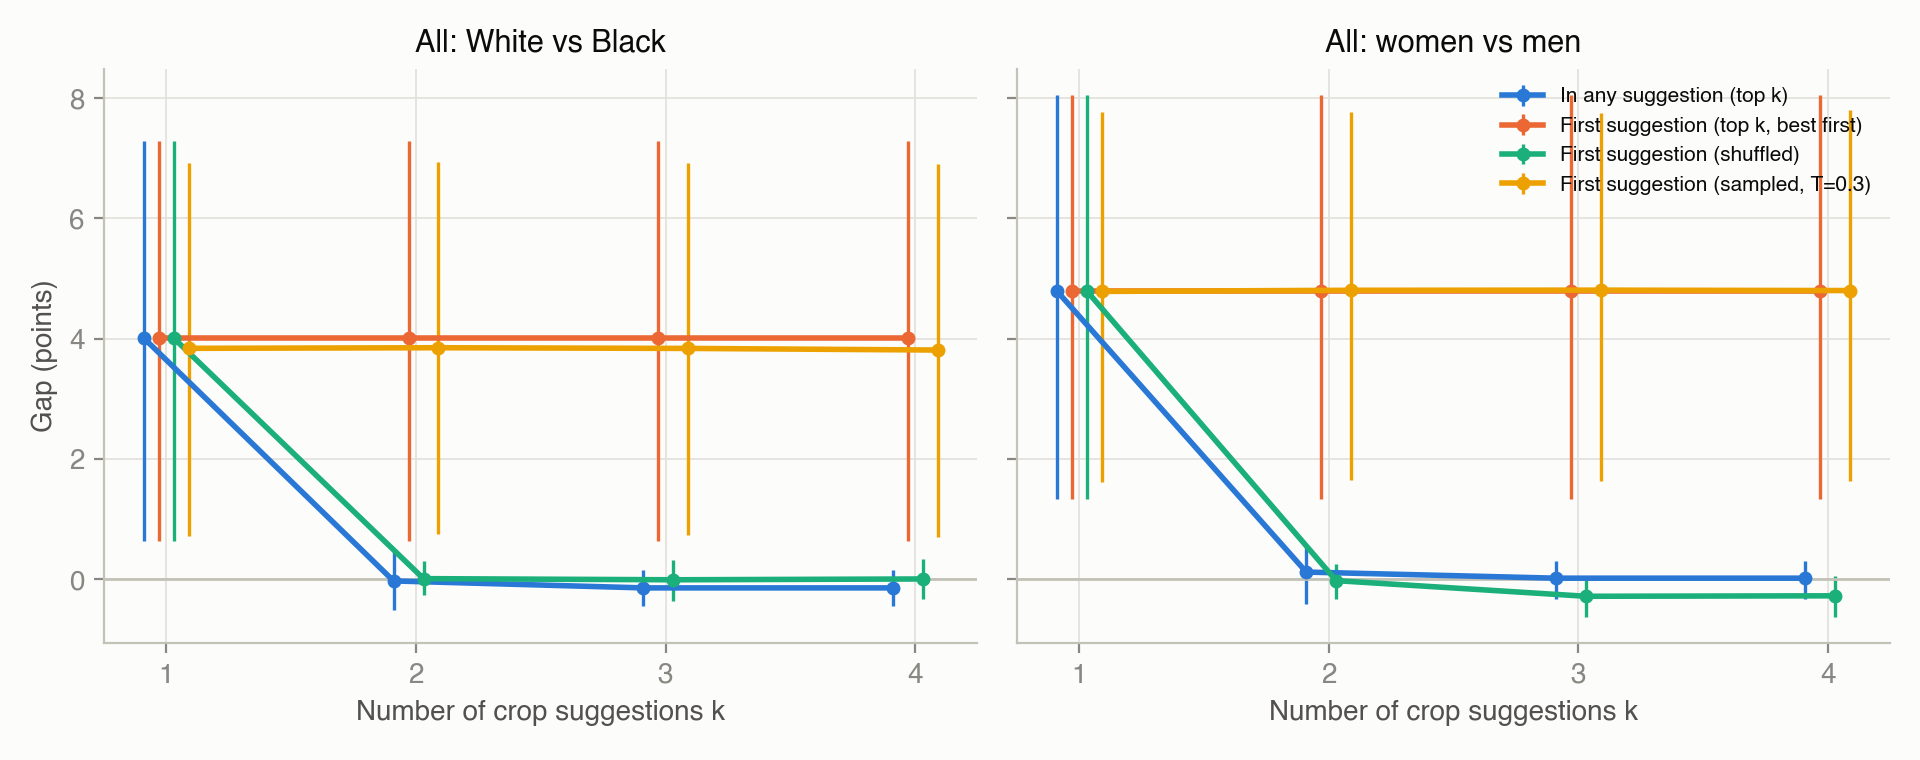 All: White vs Black
All: women vs men
In any suggestion (top k)
First suggestion (top k, best first)
First suggestion (shuffled)
First suggestion (sampled, T=0.3)
Gap (points)
8
6
4
2
0
1 2 3 4
1 2 3 4
Number of crop suggestions k
Number of crop suggestions k